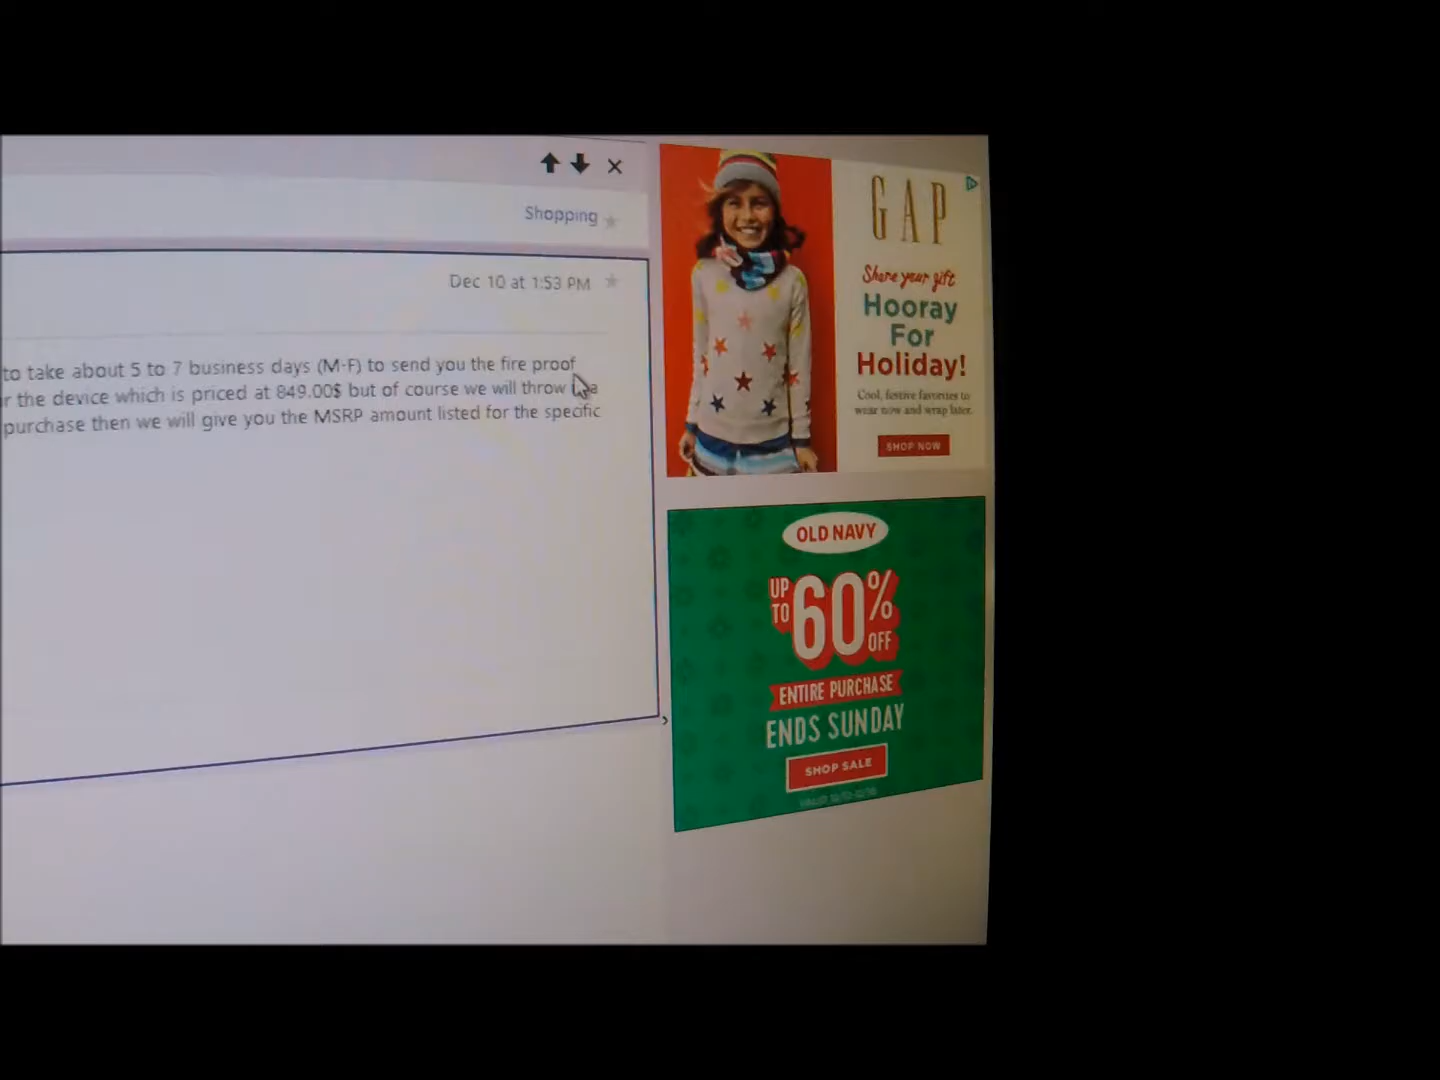 Shopping
Dec 10 at 1:53 PM
to take about 5 to 7 business days (M-F) to send you the fire proof
r the device which is priced at 849.00$ but of course we will throw a
purchase then we will give you the MSRP amount listed for the specific
GAP
Share your gift
Hooray
For
Holiday!
Cool, festive favorites to
wear now and wrap later.
SHOP NOW
OLD NAVY
UP
TO
60%
OFF
ENTIRE PURCHASE
ENDS SUNDAY
SHOP SALE